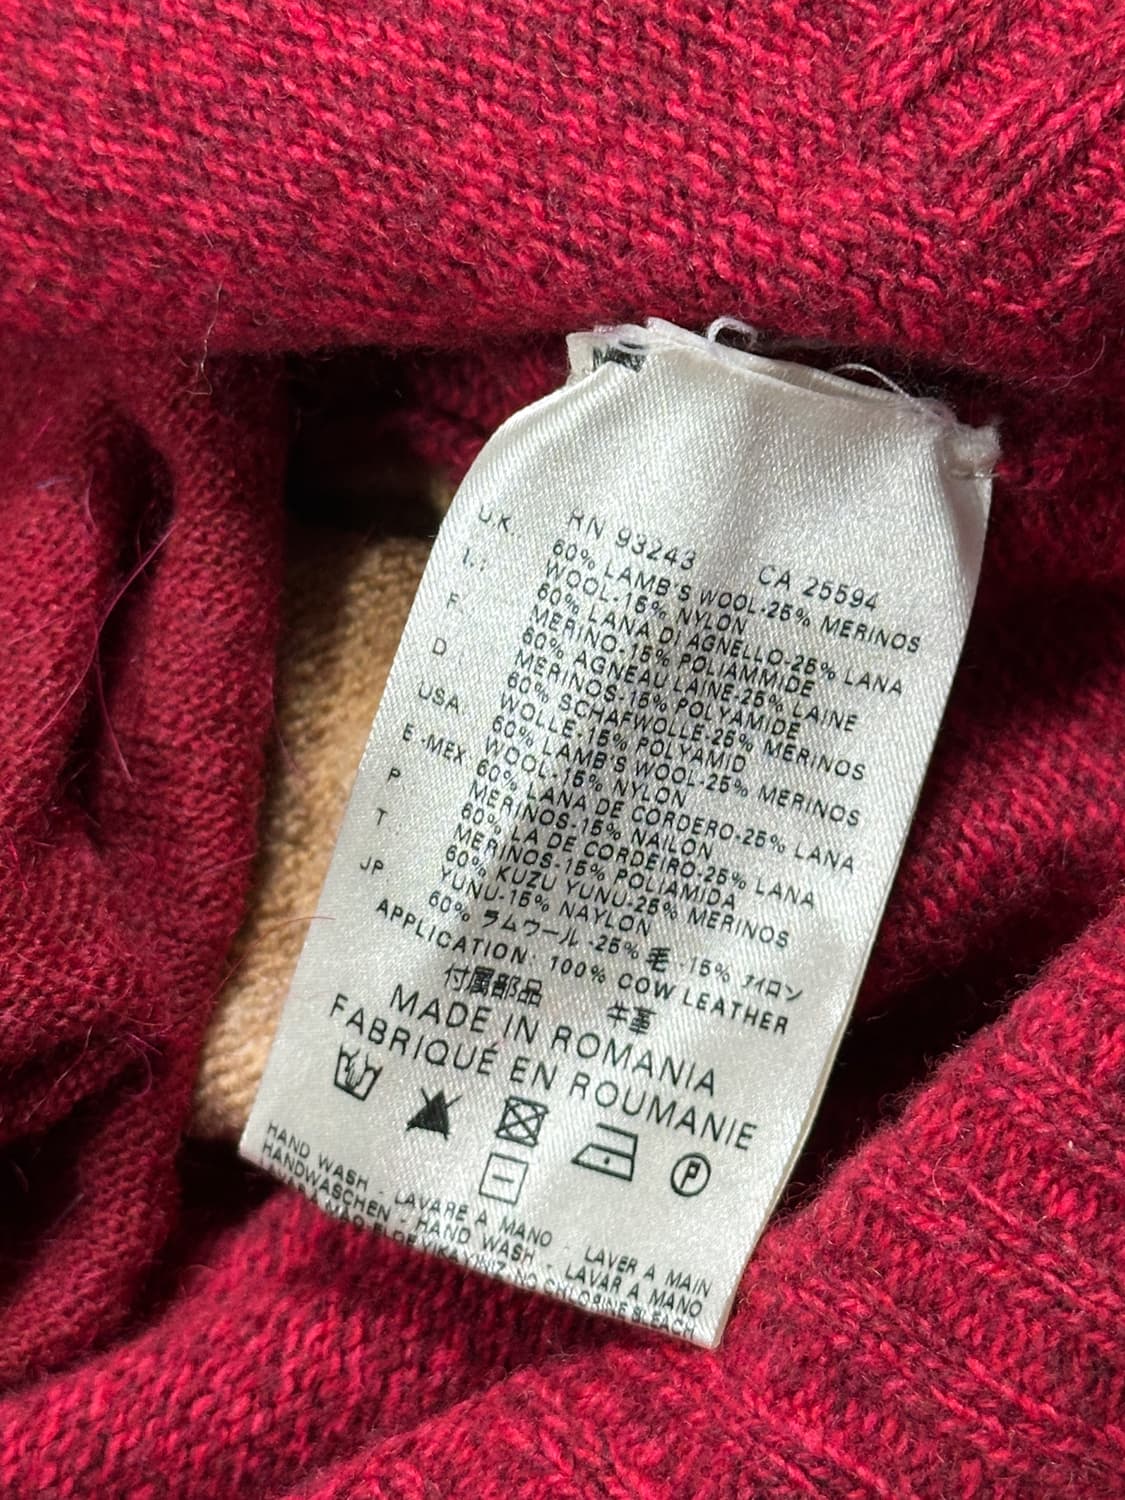 RN 93243 CA 25594
U.K. 60% LAMB'S WOOL-25% MERINOS
WOOL-15% NYLON
I.: 60% LANA DI AGNELLO-25% LANA
MERINO-15% POLIAMMIDE
F. 60% AGNEAU LAINE-25% LAINE
MERINOS-15% POLYAMIDE
D. 60% SCHAFWOLLE-25% MERINOS
WOLLE-15% POLYAMID
USA. 60% LAMB'S WOOL-25% MERINOS
WOOL-15% NYLON
E-MEX 60% LANA DE CORDERO-25% LANA
MERINOS-15% NAILON
P. 60% LA DE CORDEIRO-25% LANA
MERINOS-15% POLIAMIDA
T. 60% KUZU YUNU-25% MERINOS
YUNU-15% NAYLON
JP 60% ラムウール -25% 毛 -15% ナイロン
APPLICATION: 100% COW LEATHER
付属部品 牛革
MADE IN ROMANIA
FABRIQUÉ EN ROUMANIE
P
HAND WASH - LAVARE A MANO - LAVER A MAIN
HANDWASCHEN - HAND WASH - LAVAR A MANO
NO CHLORINE BLEACH